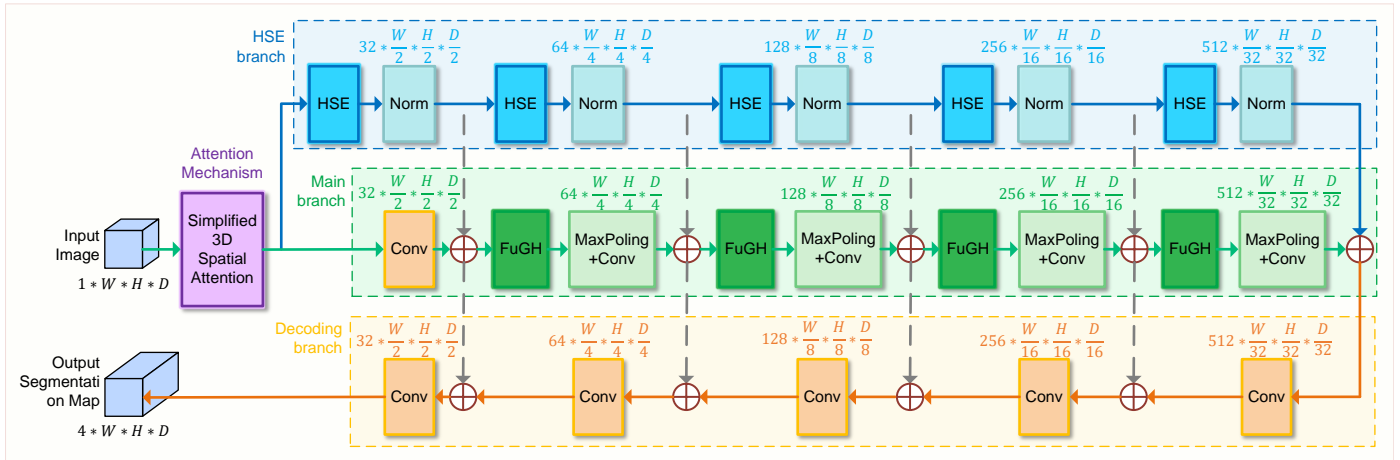 HSE
branch
32 * W/2 * H/2 * D/2
64 * W/4 * H/4 * D/4
128 * W/8 * H/8 * D/8
256 * W/16 * H/16 * D/16
512 * W/32 * H/32 * D/32
HSE
Norm
HSE
Norm
HSE
Norm
HSE
Norm
HSE
Norm
Attention
Mechanism
Simplified
3D
Spatial
Attention
Input
Image
1 * W * H * D
Main
branch
32 * W/2 * H/2 * D/2
64 * W/4 * H/4 * D/4
128 * W/8 * H/8 * D/8
256 * W/16 * H/16 * D/16
512 * W/32 * H/32 * D/32
Conv
FuGH
MaxPoling
+Conv
FuGH
MaxPoling
+Conv
FuGH
MaxPoling
+Conv
FuGH
MaxPoling
+Conv
Decoding
branch
32 * W/2 * H/2 * D/2
64 * W/4 * H/4 * D/4
128 * W/8 * H/8 * D/8
256 * W/16 * H/16 * D/16
512 * W/32 * H/32 * D/32
Output
Segmentati
on Map
4 * W * H * D
Conv
Conv
Conv
Conv
Conv